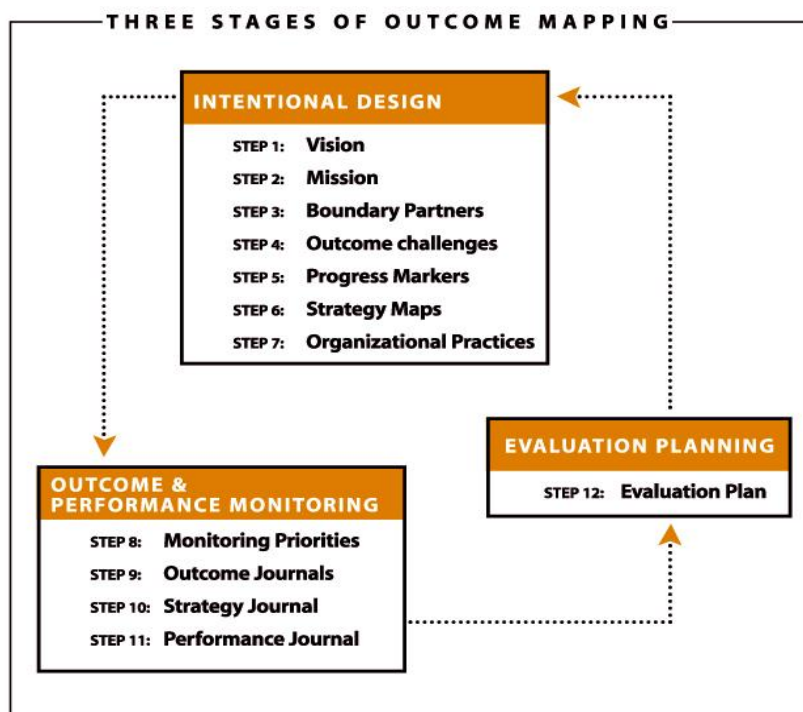 THREE STAGES OF OUTCOME MAPPING
INTENTIONAL DESIGN
STEP 1: Vision
STEP 2: Mission
STEP 3: Boundary Partners
STEP 4: Outcome challenges
STEP 5: Progress Markers
STEP 6: Strategy Maps
STEP 7: Organizational Practices
OUTCOME &
PERFORMANCE MONITORING
STEP 8: Monitoring Priorities
STEP 9: Outcome Journals
STEP 10: Strategy Journal
STEP 11: Performance Journal
EVALUATION PLANNING
STEP 12: Evaluation Plan